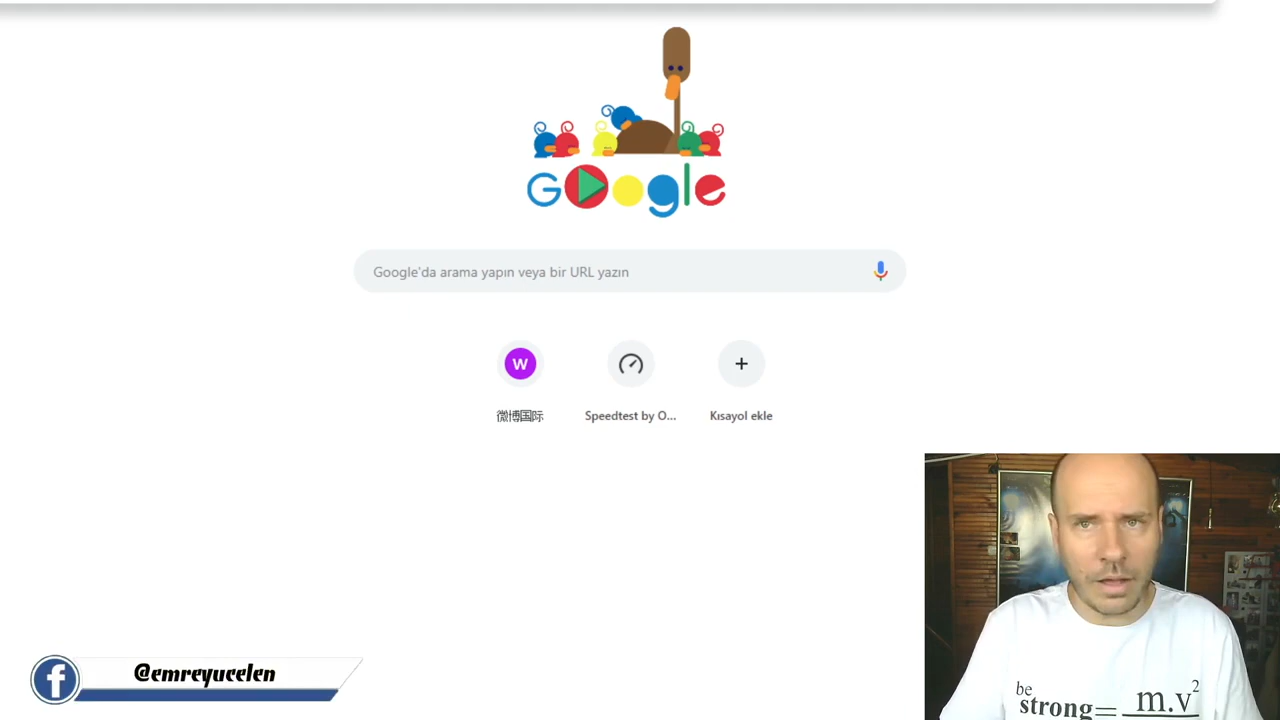 Google
Google'da arama yapın veya bir URL yazın
W
微博国际
Speedtest by O...
Kısayol ekle
@emreyucelen
be
strong= m.v²